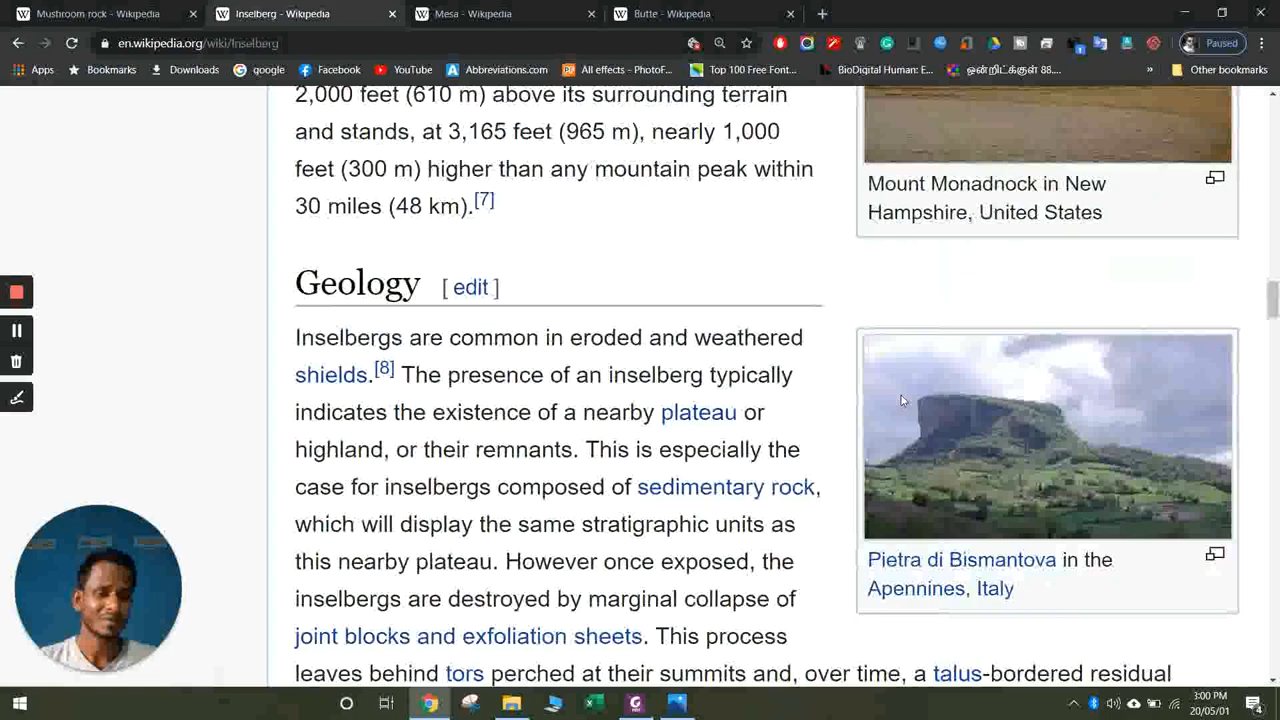 Mushroom rock - Wikipedia
Inselberg - Wikipedia
Mesa - Wikipedia
Butte - Wikipedia
en.wikipedia.org/wiki/Inselberg
Paused
Apps
Bookmarks
Downloads
google
Facebook
YouTube
Abbreviations.com
All effects - PhotoF...
Top 100 Free Font...
BioDigital Human: E...
ஒன்றிட்க்குள் 88....
Other bookmarks
2,000 feet (610 m) above its surrounding terrain
and stands, at 3,165 feet (965 m), nearly 1,000
feet (300 m) higher than any mountain peak within
30 miles (48 km).[7]
Mount Monadnock in New
Hampshire, United States
Geology [ edit ]
Inselbergs are common in eroded and weathered
shields.[8] The presence of an inselberg typically
indicates the existence of a nearby plateau or
highland, or their remnants. This is especially the
case for inselbergs composed of sedimentary rock,
which will display the same stratigraphic units as
this nearby plateau. However once exposed, the
inselbergs are destroyed by marginal collapse of
joint blocks and exfoliation sheets. This process
leaves behind tors perched at their summits and, over time, a talus-bordered residual
Pietra di Bismantova in the
Apennines, Italy
3:00 PM
20/05/01